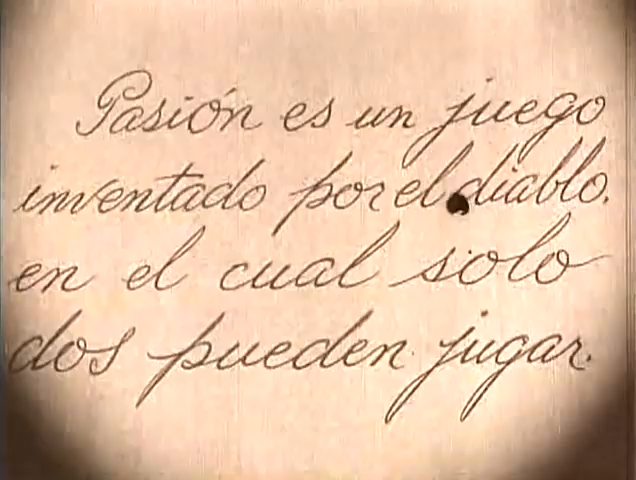 Pasión es un juego
inventado por el diablo.
en el cual solo
dos pueden jugar.